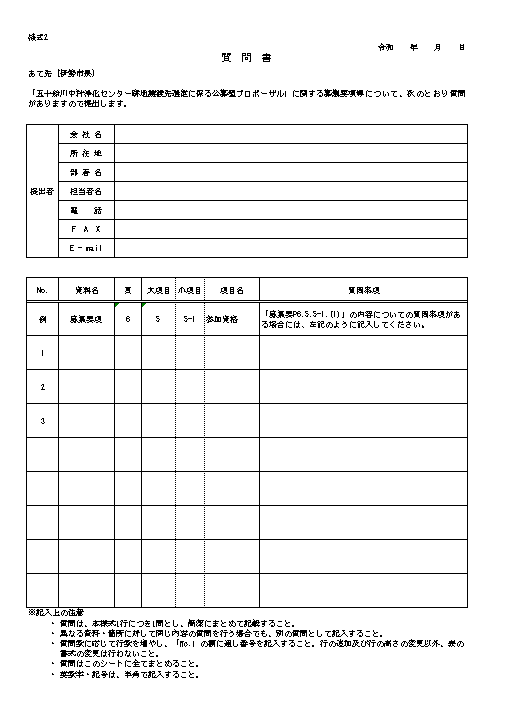 様式2
令和　　年　　月　　日
質　問　書
あて先（伊勢市長）
「五十鈴川中村浄化センター跡地譲渡先選定に係る公募型プロポーザル」に関する募集要項等について、次のとおり質問
がありますので提出します。
提出者
会 社 名
所 在 地
部 署 名
担当者名
電　　話
Ｆ Ａ Ｘ
E－mail
No. 資料名 頁 大項目 小項目 項目名 質問事項
例 募集要項 6 5 5-1 参加資格 「募集要P6.5.5-1.(1)」の内容についての質問事項があ
る場合には、左記のように記入してください。
1
2
3
※記入上の注意
・ 質問は、本様式1行につき1問とし、簡潔にまとめて記載すること。
・ 異なる資料・箇所に対して同じ内容の質問を行う場合でも、別の質問として記入すること。
・ 質問数に応じて行数を増やし、「No.」の欄に通し番号を記入すること。行の追加及び行の高さの変更以外、表の
書式の変更は行わないこと。
・ 質問はこのシートに全てまとめること。
・ 英数字・記号は、半角で記入すること。